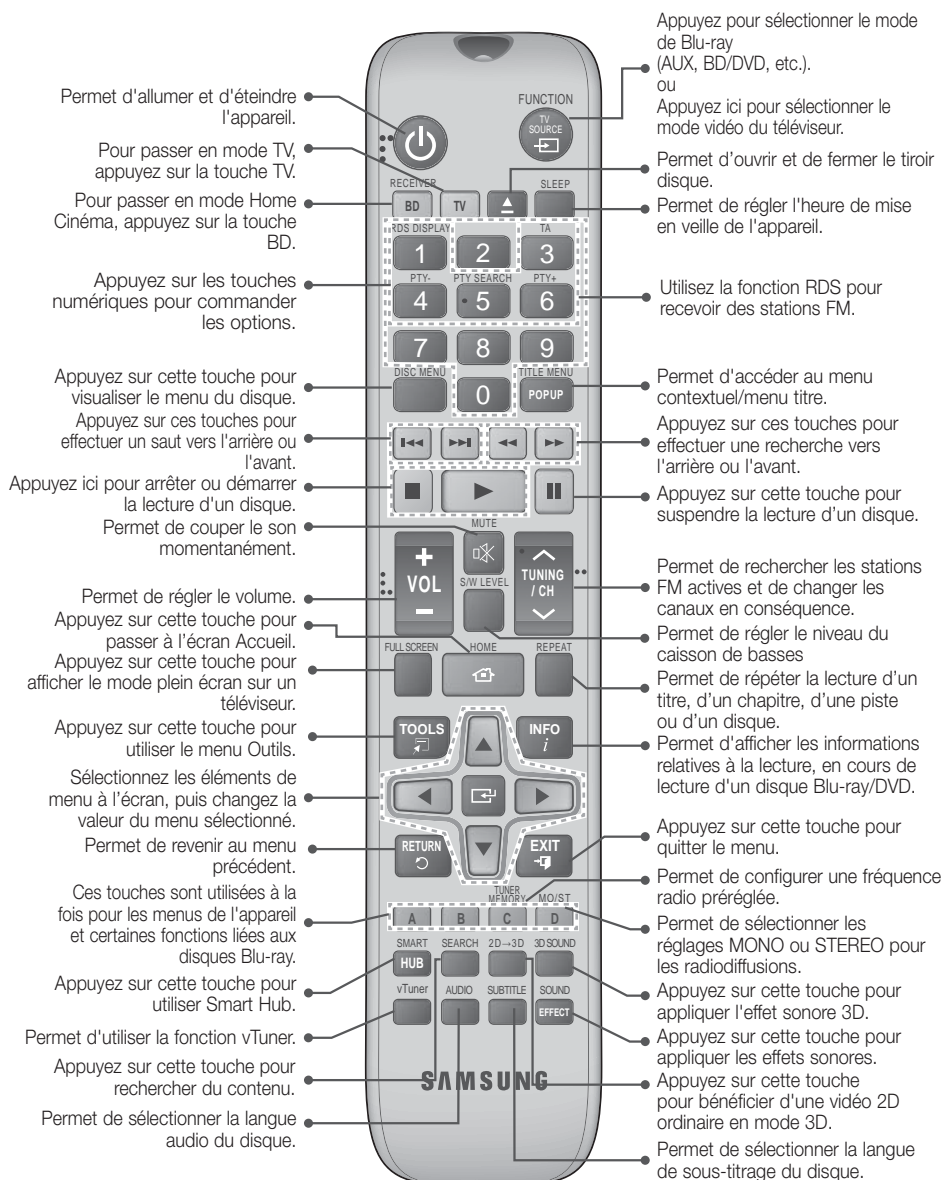 Permet d'allumer et d'éteindre
l'appareil.
Pour passer en mode TV,
appuyez sur la touche TV.
Pour passer en mode Home
Cinéma, appuyez sur la touche
BD.
Appuyez sur les touches
numériques pour commander
les options.
Appuyez sur cette touche pour
visualiser le menu du disque.
Appuyez sur ces touches pour
effectuer un saut vers l'arrière ou
l'avant.
Appuyez ici pour arrêter ou démarrer
la lecture d'un disque.
Permet de couper le son
momentanément.
Permet de régler le volume.
Appuyez sur cette touche pour
passer à l'écran Accueil.
Appuyez sur cette touche pour
afficher le mode plein écran sur un
téléviseur.
Appuyez sur cette touche pour
utiliser le menu Outils.
Sélectionnez les éléments de
menu à l'écran, puis changez la
valeur du menu sélectionné.
Permet de revenir au menu
précédent.
Ces touches sont utilisées à la
fois pour les menus de l'appareil
et certaines fonctions liées aux
disques Blu-ray.
Appuyez sur cette touche pour
utiliser Smart Hub.
Permet d'utiliser la fonction vTuner.
Appuyez sur cette touche pour
rechercher du contenu.
Permet de sélectionner la langue
audio du disque.
FUNCTION
TV
SOURCE
RECEIVER
SLEEP
BD
TV
RDS DISPLAY
TA
1
2
3
PTY-
PTY SEARCH
PTY+
4
5
6
7
8
9
DISC MENU
TITLE MENU
0
POPUP
MUTE
+
VOL
−
S/W LEVEL
TUNING
/ CH
FULL SCREEN
HOME
REPEAT
TOOLS
INFO
i
RETURN
EXIT
TUNER
MEMORY
MO/ST
A
B
C
D
SMART
SEARCH
2D→3D
3D SOUND
HUB
vTuner
AUDIO
SUBTITLE
SOUND
EFFECT
SAMSUNG
Appuyez pour sélectionner le mode
de Blu-ray
(AUX, BD/DVD, etc.).
ou
Appuyez ici pour sélectionner le
mode vidéo du téléviseur.
Permet d'ouvrir et de fermer le tiroir
disque.
Permet de régler l'heure de mise
en veille de l'appareil.
Utilisez la fonction RDS pour
recevoir des stations FM.
Permet d'accéder au menu
contextuel/menu titre.
Appuyez sur ces touches pour
effectuer une recherche vers
l'arrière ou l'avant.
Appuyez sur cette touche pour
suspendre la lecture d'un disque.
Permet de rechercher les stations
FM actives et de changer les
canaux en conséquence.
Permet de régler le niveau du
caisson de basses
Permet de répéter la lecture d'un
titre, d'un chapitre, d'une piste
ou d'un disque.
Permet d'afficher les informations
relatives à la lecture, en cours de
lecture d'un disque Blu-ray/DVD.
Appuyez sur cette touche pour
quitter le menu.
Permet de configurer une fréquence
radio préréglée.
Permet de sélectionner les
réglages MONO ou STEREO pour
les radiodiffusions.
Appuyez sur cette touche pour
appliquer l'effet sonore 3D.
Appuyez sur cette touche pour
appliquer les effets sonores.
Appuyez sur cette touche
pour bénéficier d'une vidéo 2D
ordinaire en mode 3D.
Permet de sélectionner la langue
de sous-titrage du disque.